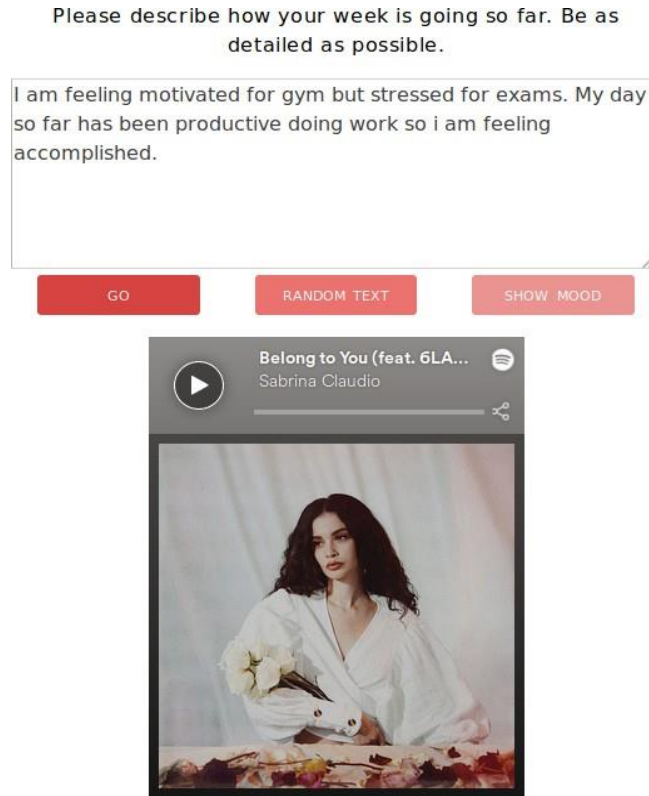 Please describe how your week is going so far. Be as
detailed as possible.
I am feeling motivated for gym but stressed for exams. My day
so far has been productive doing work so i am feeling
accomplished.
GO
RANDOM TEXT
SHOW MOOD
Belong to You (feat. 6LA...
Sabrina Claudio